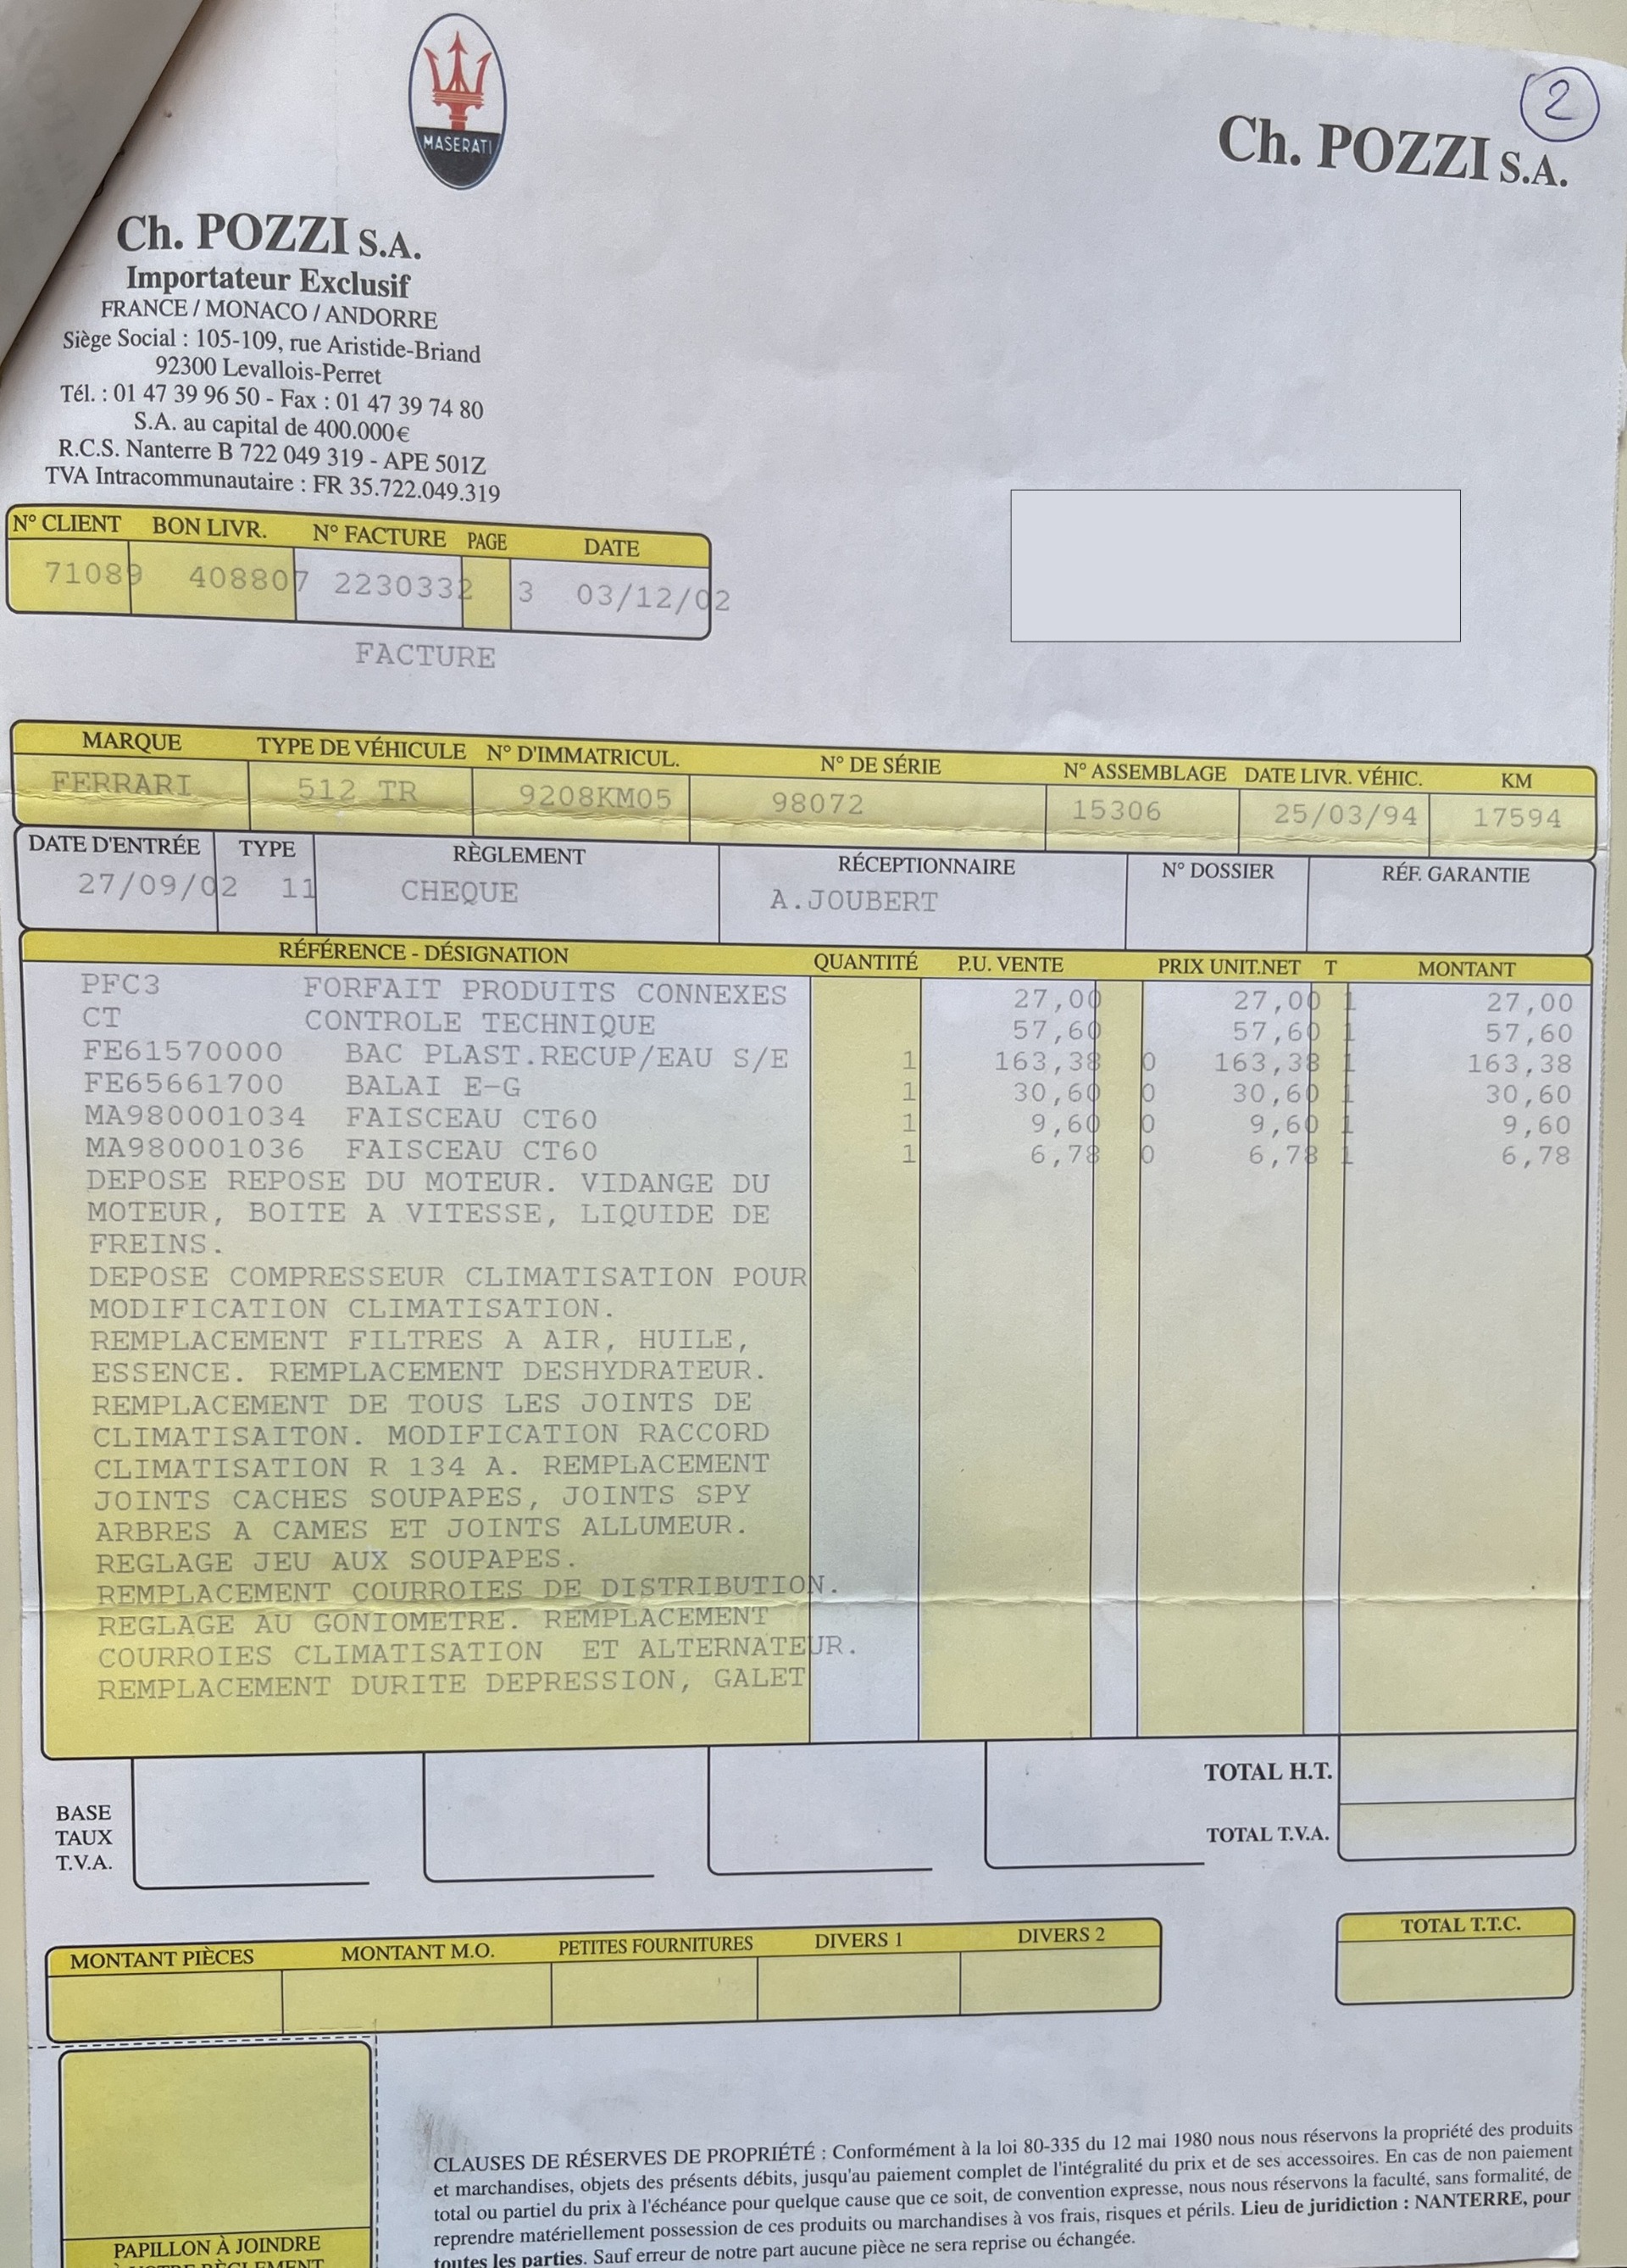 MASERATI
2
Ch. POZZI S.A.
Ch. POZZI S.A.
Importateur Exclusif
FRANCE / MONACO / ANDORRE
Siège Social : 105-109, rue Aristide-Briand
92300 Levallois-Perret
Tél. : 01 47 39 96 50 - Fax : 01 47 39 74 80
S.A. au capital de 400.000€
R.C.S. Nanterre B 722 049 319 - APE 501Z
TVA Intracommunautaire : FR 35.722.049.319
N° CLIENT BON LIVR. N° FACTURE PAGE DATE
71089 408807 2230332 3 03/12/02
FACTURE
MARQUE TYPE DE VÉHICULE N° D'IMMATRICUL. N° DE SÉRIE N° ASSEMBLAGE DATE LIVR. VÉHIC. KM
FERRARI 512 TR 9208KM05 98072 15306 25/03/94 17594
DATE D'ENTRÉE TYPE RÈGLEMENT RÉCEPTIONNAIRE N° DOSSIER RÉF. GARANTIE
27/09/02 11 CHEQUE A.JOUBERT
RÉFÉRENCE - DÉSIGNATION QUANTITÉ P.U. VENTE PRIX UNIT.NET T MONTANT
PFC3 FORFAIT PRODUITS CONNEXES 27,00 27,00 1 27,00
CT CONTROLE TECHNIQUE 57,60 57,60 1 57,60
FE61570000 BAC PLAST.RECUP/EAU S/E 1 163,38 0 163,38 1 163,38
FE65661700 BALAI E-G 1 30,60 0 30,60 1 30,60
MA980001034 FAISCEAU CT60 1 9,60 0 9,60 1 9,60
MA980001036 FAISCEAU CT60 1 6,78 0 6,78 1 6,78
DEPOSE REPOSE DU MOTEUR. VIDANGE DU
MOTEUR, BOITE A VITESSE, LIQUIDE DE
FREINS.
DEPOSE COMPRESSEUR CLIMATISATION POUR
MODIFICATION CLIMATISATION.
REMPLACEMENT FILTRES A AIR, HUILE,
ESSENCE. REMPLACEMENT DESHYDRATEUR.
REMPLACEMENT DE TOUS LES JOINTS DE
CLIMATISAITON. MODIFICATION RACCORD
CLIMATISATION R 134 A. REMPLACEMENT
JOINTS CACHES SOUPAPES, JOINTS SPY
ARBRES A CAMES ET JOINTS ALLUMEUR.
REGLAGE JEU AUX SOUPAPES.
REMPLACEMENT COURROIES DE DISTRIBUTION.
REGLAGE AU GONIOMETRE. REMPLACEMENT
COURROIES CLIMATISATION ET ALTERNATEUR.
REMPLACEMENT DURITE DEPRESSION, GALET
TOTAL H.T.
BASE
TAUX
T.V.A.
TOTAL T.V.A.
MONTANT PIÈCES MONTANT M.O. PETITES FOURNITURES DIVERS 1 DIVERS 2 TOTAL T.T.C.
CLAUSES DE RÉSERVES DE PROPRIÉTÉ : Conformément à la loi 80-335 du 12 mai 1980 nous nous réservons la propriété des produits
et marchandises, objets des présents débits, jusqu'au paiement complet de l'intégralité du prix et de ses accessoires. En cas de non paiement
total ou partiel du prix à l'échéance pour quelque cause que ce soit, de convention expresse, nous nous réservons la faculté, sans formalité, de
reprendre matériellement possession de ces produits ou marchandises à vos frais, risques et périls. Lieu de juridiction : NANTERRE, pour
toutes les parties. Sauf erreur de notre part aucune pièce ne sera reprise ou échangée.
PAPILLON À JOINDRE
À VOTRE RÈGLEMENT